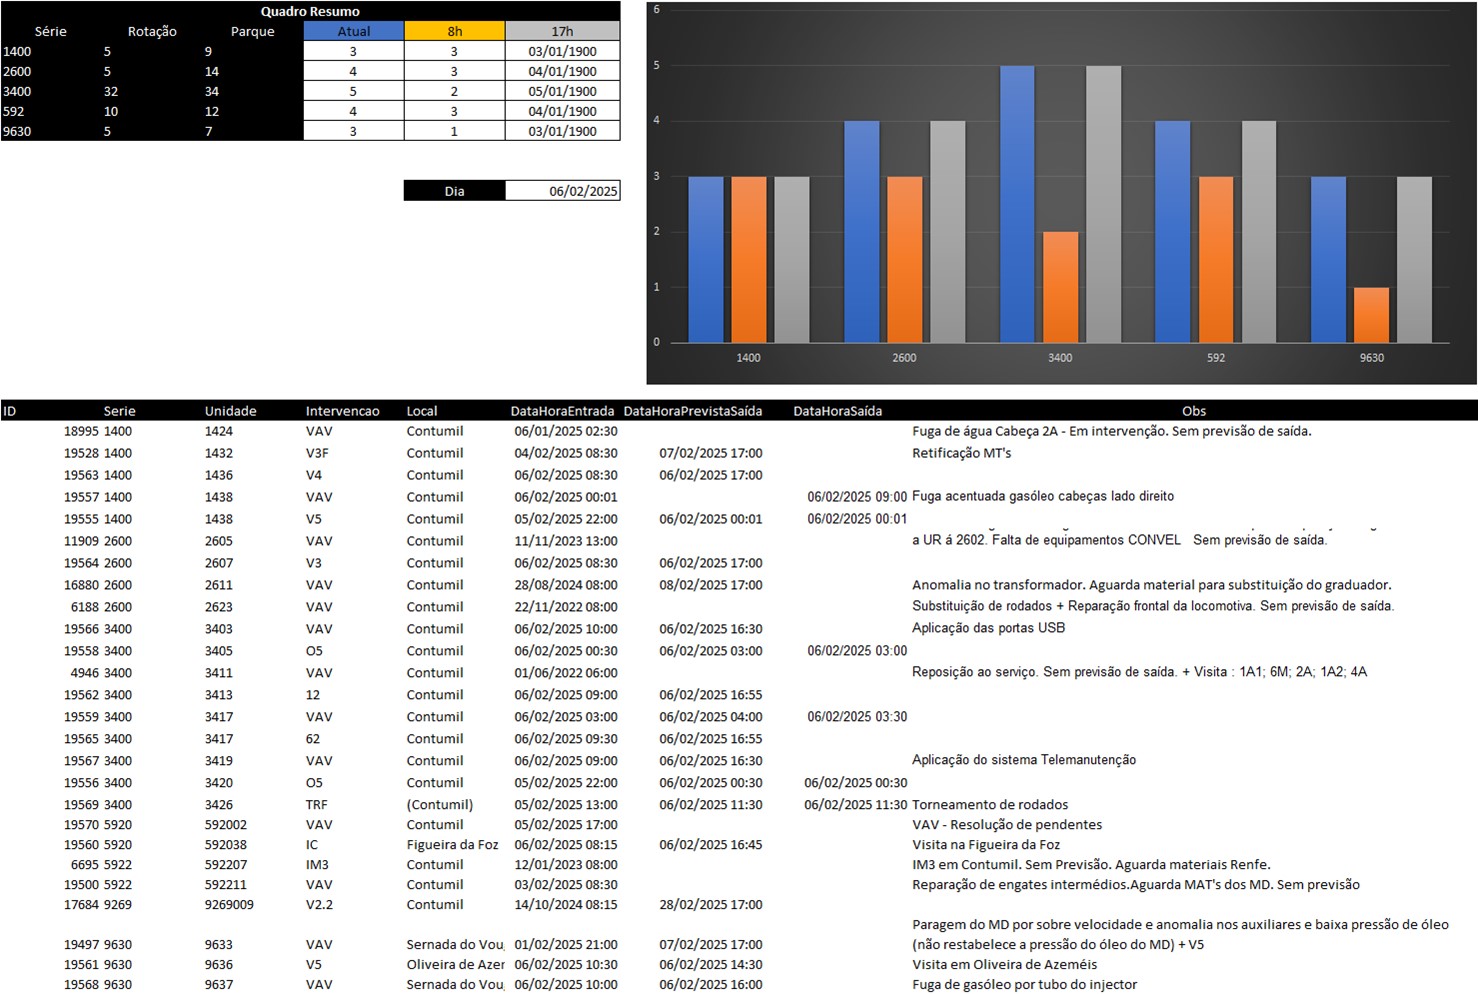 Quadro Resumo
Série Rotação Parque Atual 8h 17h
1400 5 9 3 3 03/01/1900
2600 5 14 4 3 04/01/1900
3400 32 34 5 2 05/01/1900
592 10 12 4 3 04/01/1900
9630 5 7 3 1 03/01/1900
Dia 06/02/2025
6
5
4
3
2
1
0
1400 2600 3400 592 9630
ID Serie Unidade Intervencao Local DataHoraEntrada DataHoraPrevistaSaída DataHoraSaída Obs
18995 1400 1424 VAV Contumil 06/01/2025 02:30 Fuga de água Cabeça 2A - Em intervenção. Sem previsão de saída.
19528 1400 1432 V3F Contumil 04/02/2025 08:30 07/02/2025 17:00 Retificação MT's
19563 1400 1436 V4 Contumil 06/02/2025 08:30 06/02/2025 17:00
19557 1400 1438 VAV Contumil 06/02/2025 00:01 06/02/2025 09:00 Fuga acentuada gasóleo cabeças lado direito
19555 1400 1438 V5 Contumil 05/02/2025 22:00 06/02/2025 00:01 06/02/2025 00:01
11909 2600 2605 VAV Contumil 11/11/2023 13:00 a UR á 2602. Falta de equipamentos CONVEL Sem previsão de saída.
19564 2600 2607 V3 Contumil 06/02/2025 08:30 06/02/2025 17:00
16880 2600 2611 VAV Contumil 28/08/2024 08:00 08/02/2025 17:00 Anomalia no transformador. Aguarda material para substituição do graduador.
6188 2600 2623 VAV Contumil 22/11/2022 08:00 Substituição de rodados + Reparação frontal da locomotiva. Sem previsão de saída.
19566 3400 3403 VAV Contumil 06/02/2025 10:00 06/02/2025 16:30 Aplicação das portas USB
19558 3400 3405 O5 Contumil 06/02/2025 00:30 06/02/2025 03:00 06/02/2025 03:00
4946 3400 3411 VAV Contumil 01/06/2022 06:00 Reposição ao serviço. Sem previsão de saída. + Visita : 1A1; 6M; 2A; 1A2; 4A
19562 3400 3413 12 Contumil 06/02/2025 09:00 06/02/2025 16:55
19559 3400 3417 VAV Contumil 06/02/2025 03:00 06/02/2025 04:00 06/02/2025 03:30
19565 3400 3417 62 Contumil 06/02/2025 09:30 06/02/2025 16:55
19567 3400 3419 VAV Contumil 06/02/2025 09:00 06/02/2025 16:30 Aplicação do sistema Telemanutenção
19556 3400 3420 O5 Contumil 05/02/2025 22:00 06/02/2025 00:30 06/02/2025 00:30
19569 3400 3426 TRF (Contumil) 05/02/2025 13:00 06/02/2025 11:30 06/02/2025 11:30 Torneamento de rodados
19570 5920 592002 VAV Contumil 05/02/2025 17:00 VAV - Resolução de pendentes
19560 5920 592038 IC Figueira da Foz 06/02/2025 08:15 06/02/2025 16:45 Visita na Figueira da Foz
6695 5922 592207 IM3 Contumil 12/01/2023 08:00 IM3 em Contumil. Sem Previsão. Aguarda materiais Renfe.
19500 5922 592211 VAV Contumil 03/02/2025 08:30 Reparação de engates intermédios.Aguarda MAT's dos MD. Sem previsão
17684 9269 9269009 V2.2 Contumil 14/10/2024 08:15 28/02/2025 17:00
Paragem do MD por sobre velocidade e anomalia nos auxiliares e baixa pressão de óleo
19497 9630 9633 VAV Sernada do Vou 01/02/2025 21:00 07/02/2025 17:00 (não restabelece a pressão do óleo do MD) + V5
19561 9630 9636 V5 Oliveira de Azer 06/02/2025 10:30 06/02/2025 14:30 Visita em Oliveira de Azeméis
19568 9630 9637 VAV Sernada do Vou 06/02/2025 10:00 06/02/2025 16:00 Fuga de gasóleo por tubo do injector